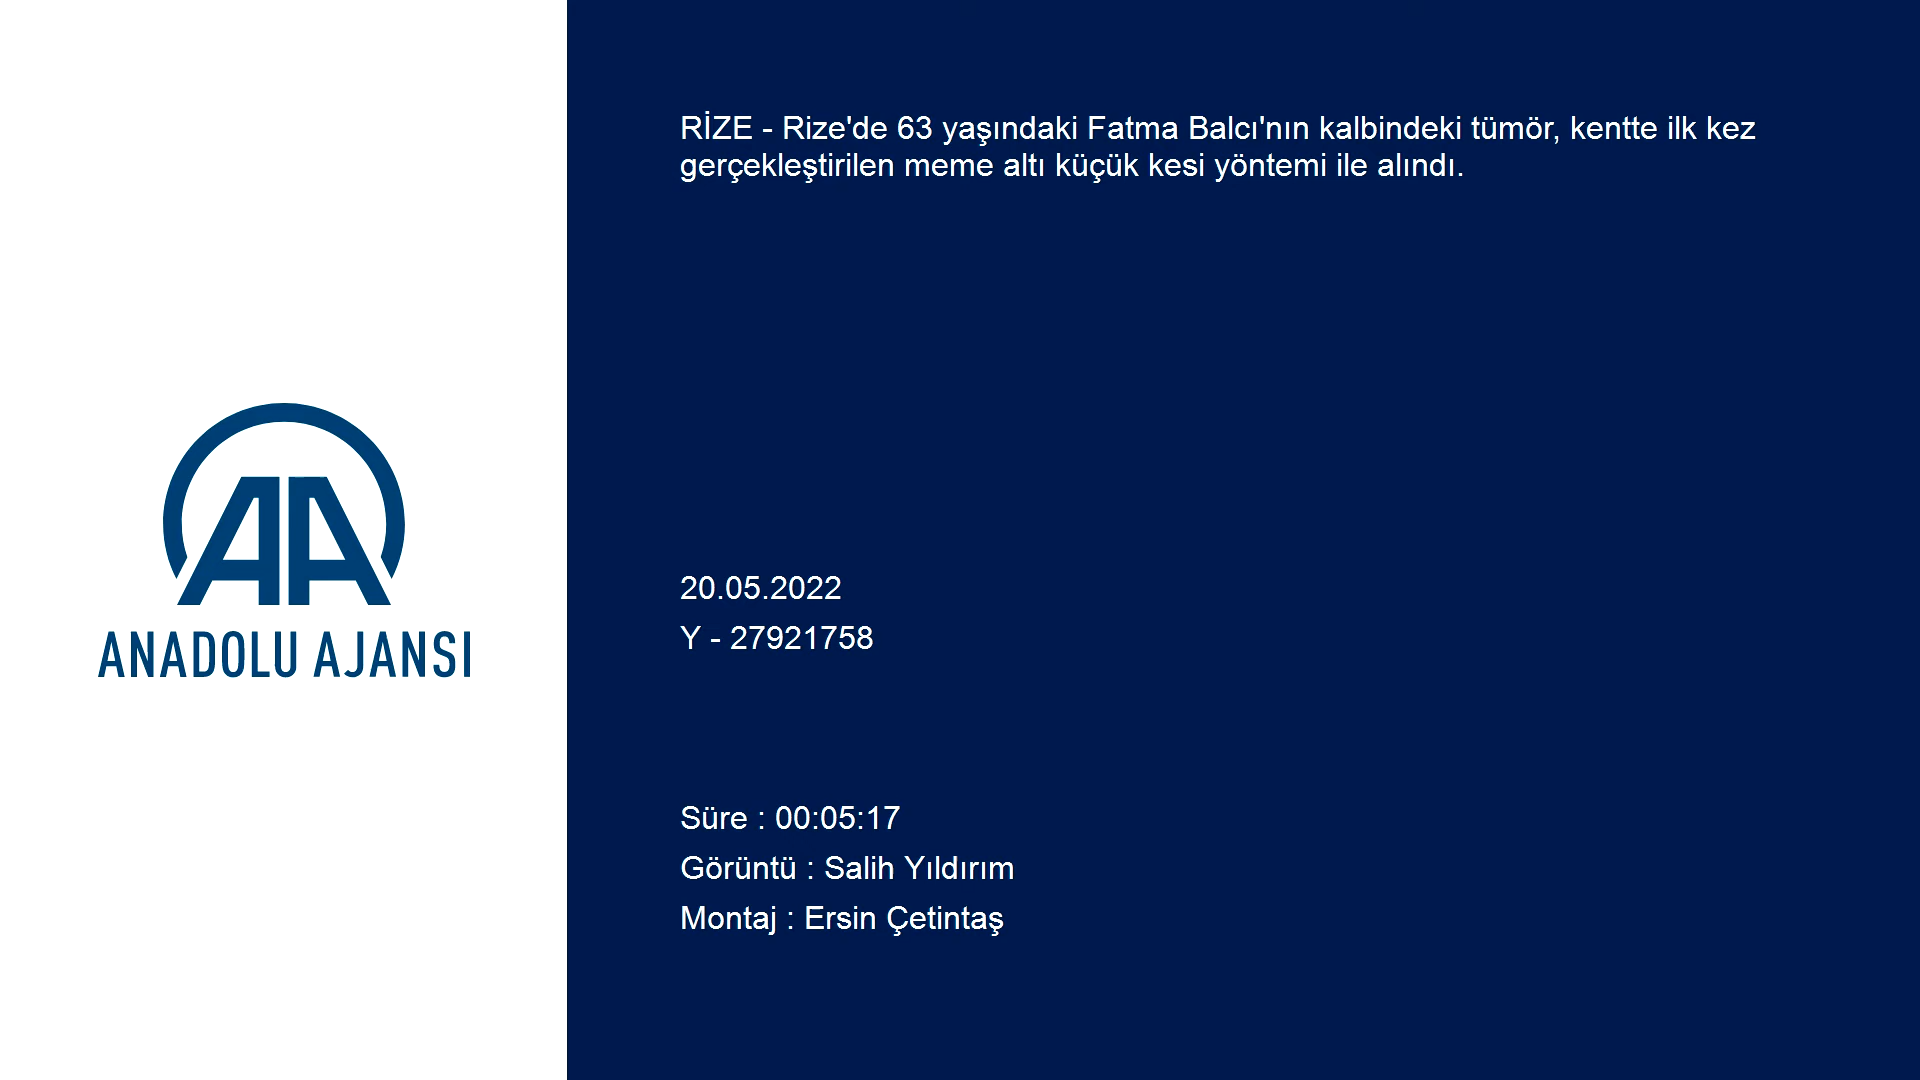 RİZE - Rize'de 63 yaşındaki Fatma Balcı'nın kalbindeki tümör, kentte ilk kez
gerçekleştirilen meme altı küçük kesi yöntemi ile alındı.
AA
ANADOLU AJANSI
20.05.2022
Y - 27921758
Süre : 00:05:17
Görüntü : Salih Yıldırım
Montaj : Ersin Çetintaş